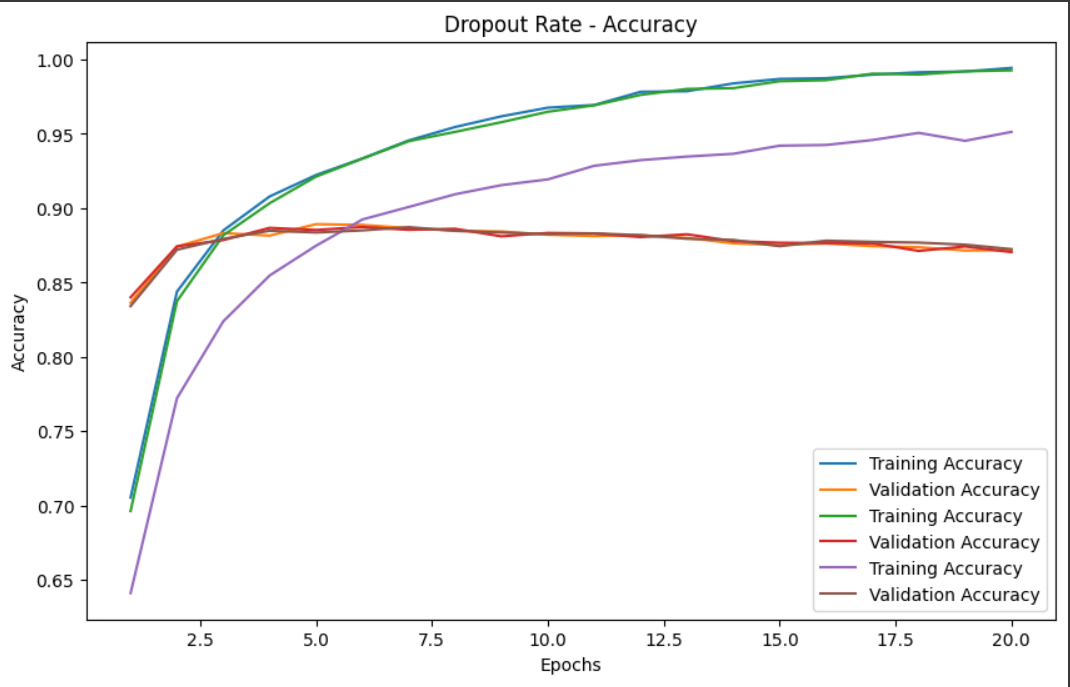 Dropout Rate - Accuracy
1.00
0.95
0.90
0.85
0.80
0.75
0.70
0.65
Accuracy
2.5 5.0 7.5 10.0 12.5 15.0 17.5 20.0
Epochs
Training Accuracy
Validation Accuracy
Training Accuracy
Validation Accuracy
Training Accuracy
Validation Accuracy